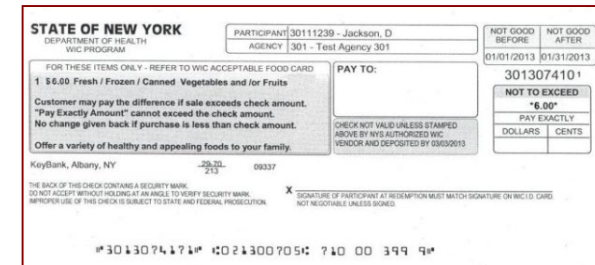 STATE OF NEW YORK
DEPARTMENT OF HEALTH
WIC PROGRAM
PARTICIPANT 30111239 - Jackson, D
AGENCY 301 - Test Agency 301
NOT GOOD BEFORE NOT GOOD AFTER
01/01/2013 01/31/2013
FOR THESE ITEMS ONLY - REFER TO WIC ACCEPTABLE FOOD CARD
1 $6.00 Fresh / Frozen / Canned Vegetables and /or Fruits
Customer may pay the difference if sale exceeds check amount.
"Pay Exactly Amount" cannot exceed the check amount.
No change given back if purchase is less than check amount.
Offer a variety of healthy and appealing foods to your family.
PAY TO:
CHECK NOT VALID UNLESS STAMPED
ABOVE BY NYS AUTHORIZED WIC
VENDOR AND DEPOSITED BY 03/03/2013
301307410 1
NOT TO EXCEED
*6.00*
PAY EXACTLY
DOLLARS CENTS
KeyBank, Albany, NY 29-70 213 09337
THE BACK OF THIS CHECK CONTAINS A SECURITY MARK.
DO NOT ACCEPT WITHOUT HOLDING AT AN ANGLE TO VERIFY SECURITY MARK.
IMPROPER USE OF THIS CHECK IS SUBJECT TO STATE AND FEDERAL PROSECUTION.
X
SIGNATURE OF PARTICIPANT AT REDEMPTION MUST MATCH SIGNATURE ON WIC I.D. CARD.
NOT NEGOTIABLE UNLESS SIGNED.
⑈3013074171⑈ ⑆021300705⑆ 710 00 399 9⑈